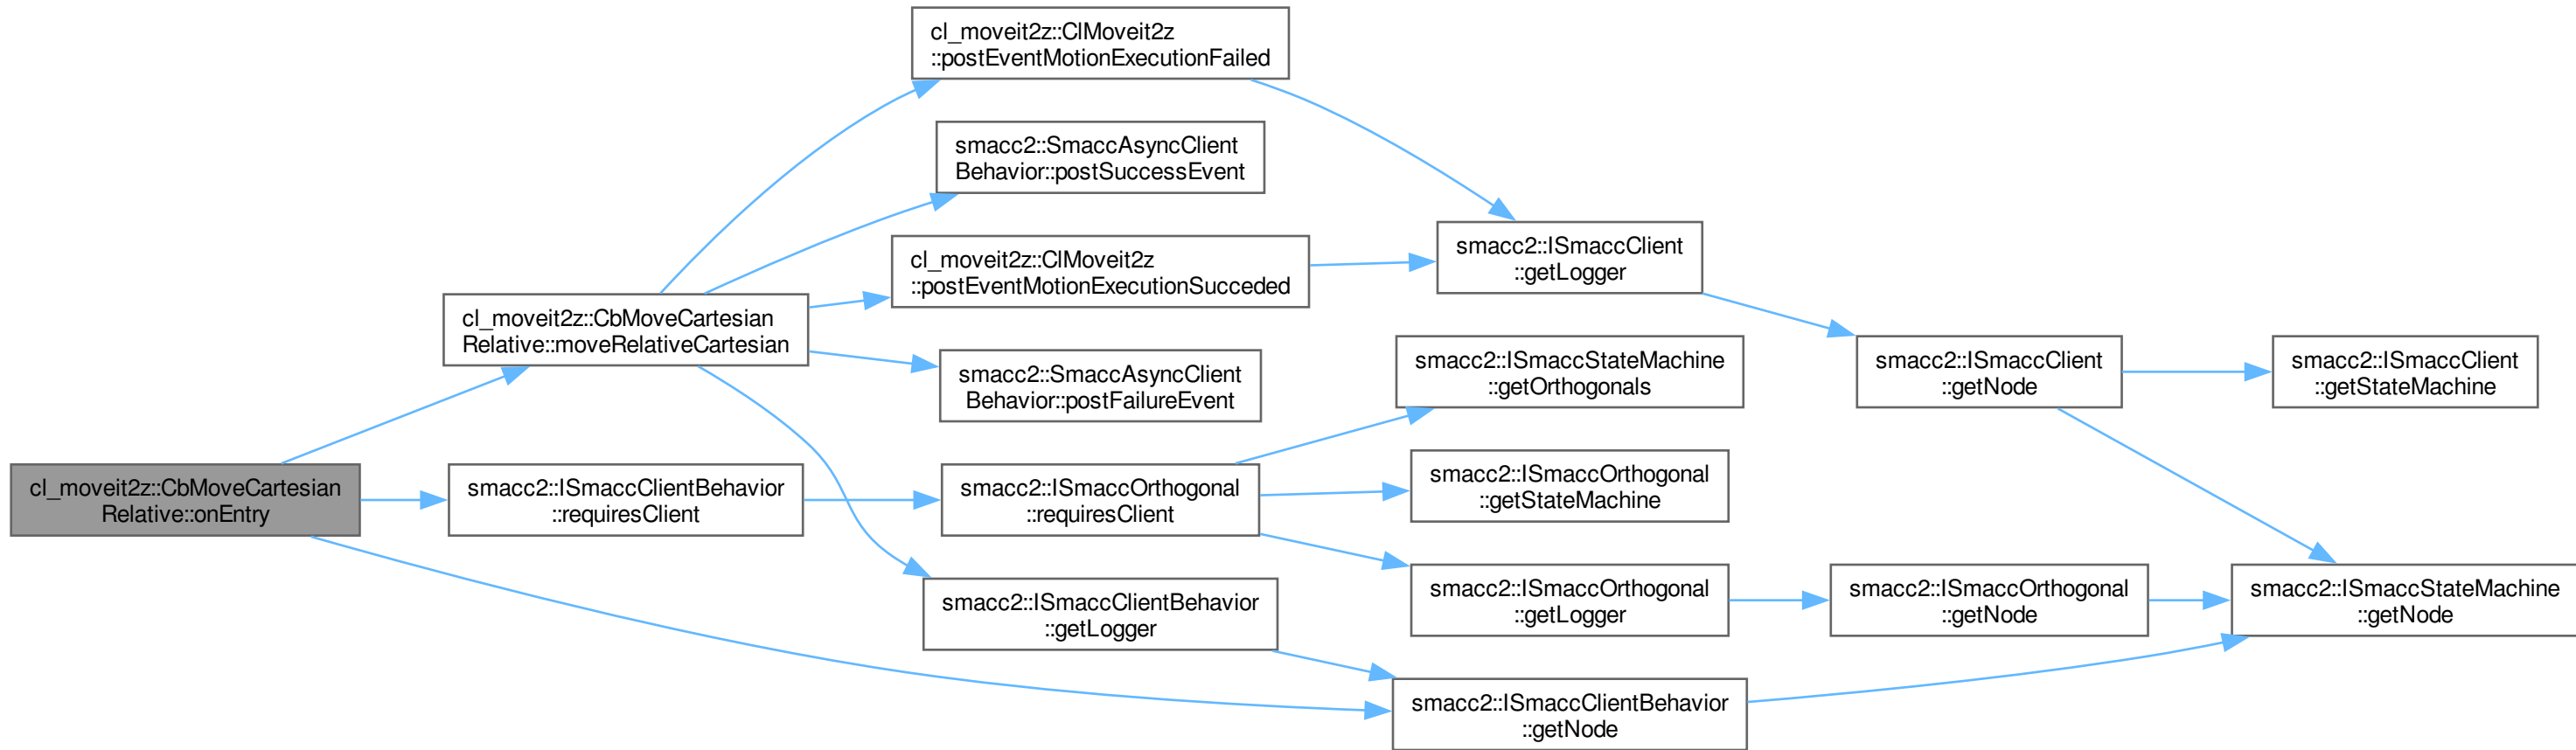 cl_moveit2z::ClMoveit2z
::postEventMotionExecutionFailed
smacc2::SmaccAsyncClient
Behavior::postSuccessEvent
cl_moveit2z::ClMoveit2z
::postEventMotionExecutionSucceded
smacc2::ISmaccClient
::getLogger
cl_moveit2z::CbMoveCartesian
Relative::moveRelativeCartesian
smacc2::SmaccAsyncClient
Behavior::postFailureEvent
smacc2::ISmaccStateMachine
::getOrthogonals
smacc2::ISmaccClient
::getNode
smacc2::ISmaccClient
::getStateMachine
cl_moveit2z::CbMoveCartesian
Relative::onEntry
smacc2::ISmaccClientBehavior
::requiresClient
smacc2::ISmaccOrthogonal
::requiresClient
smacc2::ISmaccOrthogonal
::getStateMachine
smacc2::ISmaccClientBehavior
::getLogger
smacc2::ISmaccOrthogonal
::getLogger
smacc2::ISmaccOrthogonal
::getNode
smacc2::ISmaccStateMachine
::getNode
smacc2::ISmaccClientBehavior
::getNode